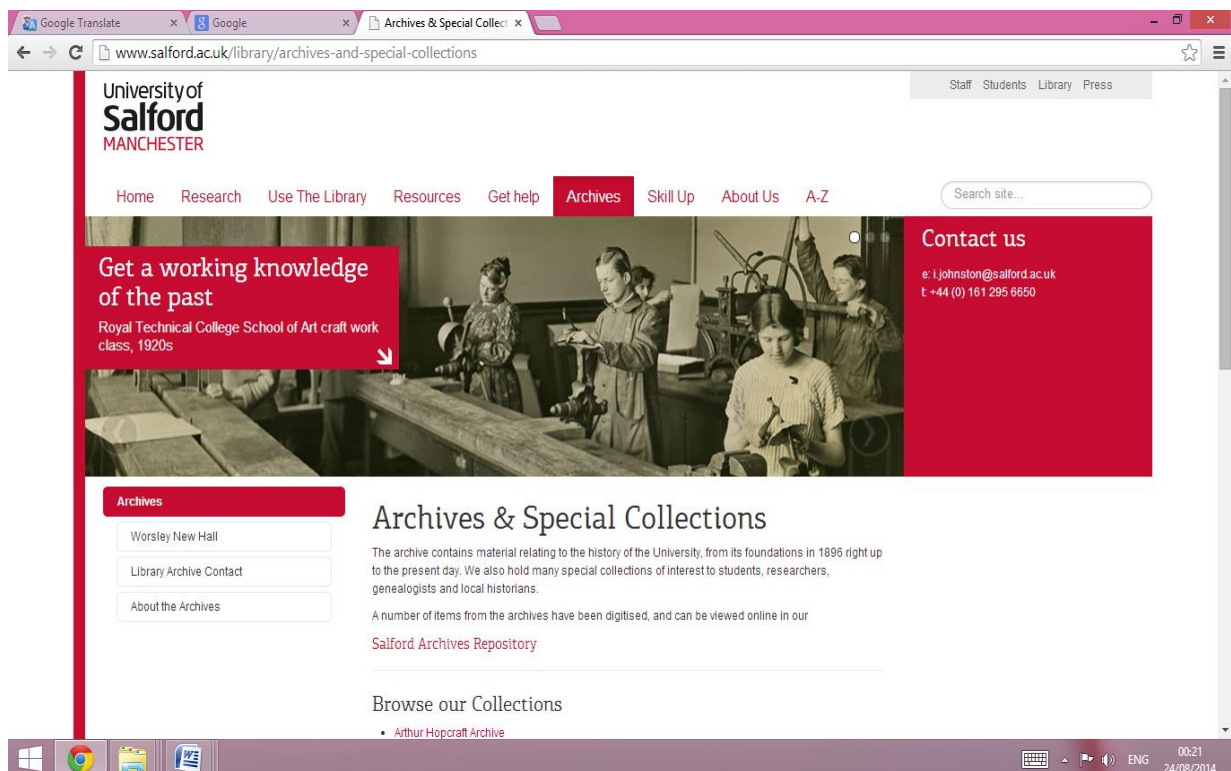 Google Translate
Google
Archives & Special Collect
www.salford.ac.uk/library/archives-and-special-collections
University of
Salford
MANCHESTER
Staff Students Library Press
Home Research Use The Library Resources Get help Archives Skill Up About Us A-Z
Search site...
Get a working knowledge
of the past
Royal Technical College School of Art craft work
class, 1920s
Contact us
e: i.johnston@salford.ac.uk
t: +44 (0) 161 295 6650
Archives
Worsley New Hall
Library Archive Contact
About the Archives
Archives & Special Collections
The archive contains material relating to the history of the University, from its foundations in 1896 right up
to the present day. We also hold many special collections of interest to students, researchers,
genealogists and local historians.
A number of items from the archives have been digitised, and can be viewed online in our
Salford Archives Repository
Browse our Collections
Arthur Hopcraft Archive
ENG
00:21
24/08/2014